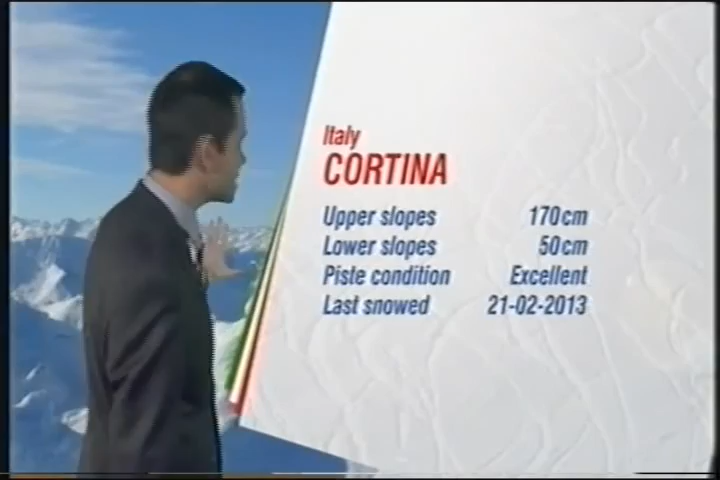 Italy
CORTINA
Upper slopes 170cm
Lower slopes 50cm
Piste condition Excellent
Last snowed 21-02-2013